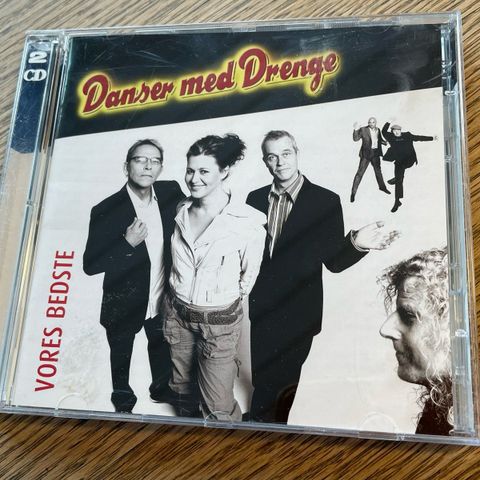 2
CD
Danser med Drenge
VORES BEDSTE